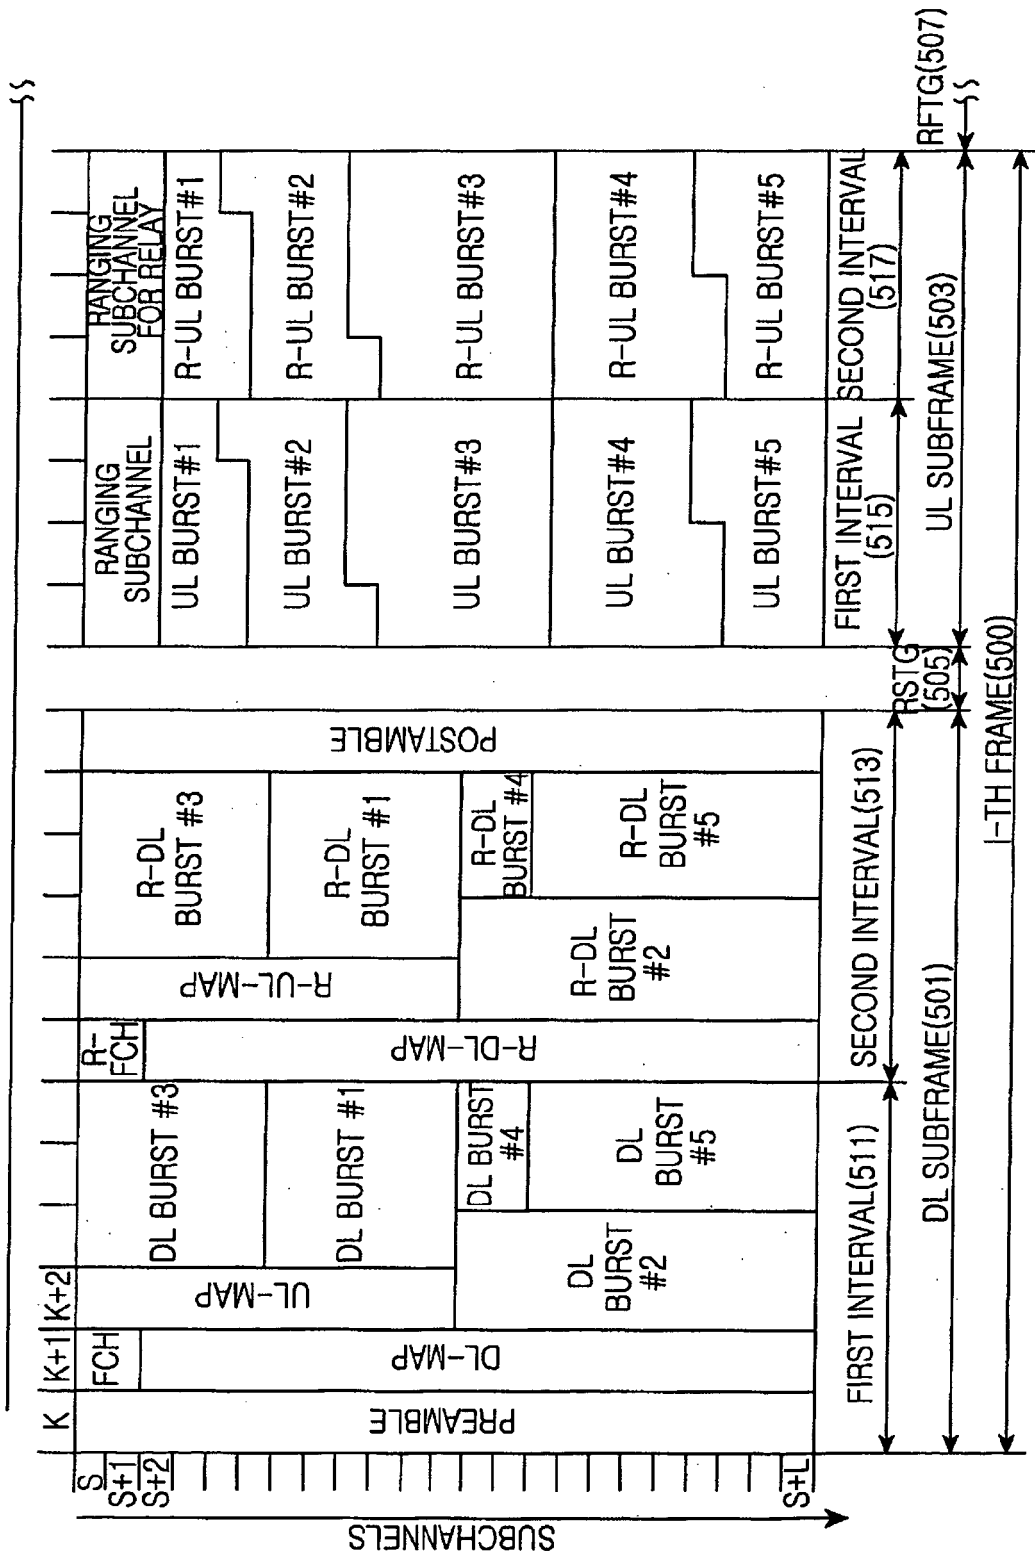 SUBCHANNELS
S
S+1
S+2
S+L
K
K+1
K+2
PREAMBLE
FCH
DL-MAP
UL-MAP
DL BURST #3
DL BURST #1
DL
BURST
#2
DL BURST
#4
DL
BURST
#5
R-
FCH
R-DL-MAP
R-UL-MAP
R-DL
BURST #3
R-DL
BURST #1
R-DL
BURST
#2
R-DL
BURST #4
R-DL
BURST
#5
POSTAMBLE
RANGING
SUBCHANNEL
UL BURST#1
UL BURST#2
UL BURST#3
UL BURST#4
UL BURST#5
RANGING
SUBCHANNEL
FOR RELAY
R-UL BURST#1
R-UL BURST#2
R-UL BURST#3
R-UL BURST#4
R-UL BURST#5
FIRST INTERVAL(511)
SECOND INTERVAL(513)
RSTG
(505)
FIRST INTERVAL
(515)
SECOND INTERVAL
(517)
DL SUBFRAME(501)
UL SUBFRAME(503)
RFTG(507)
I-TH FRAME(500)